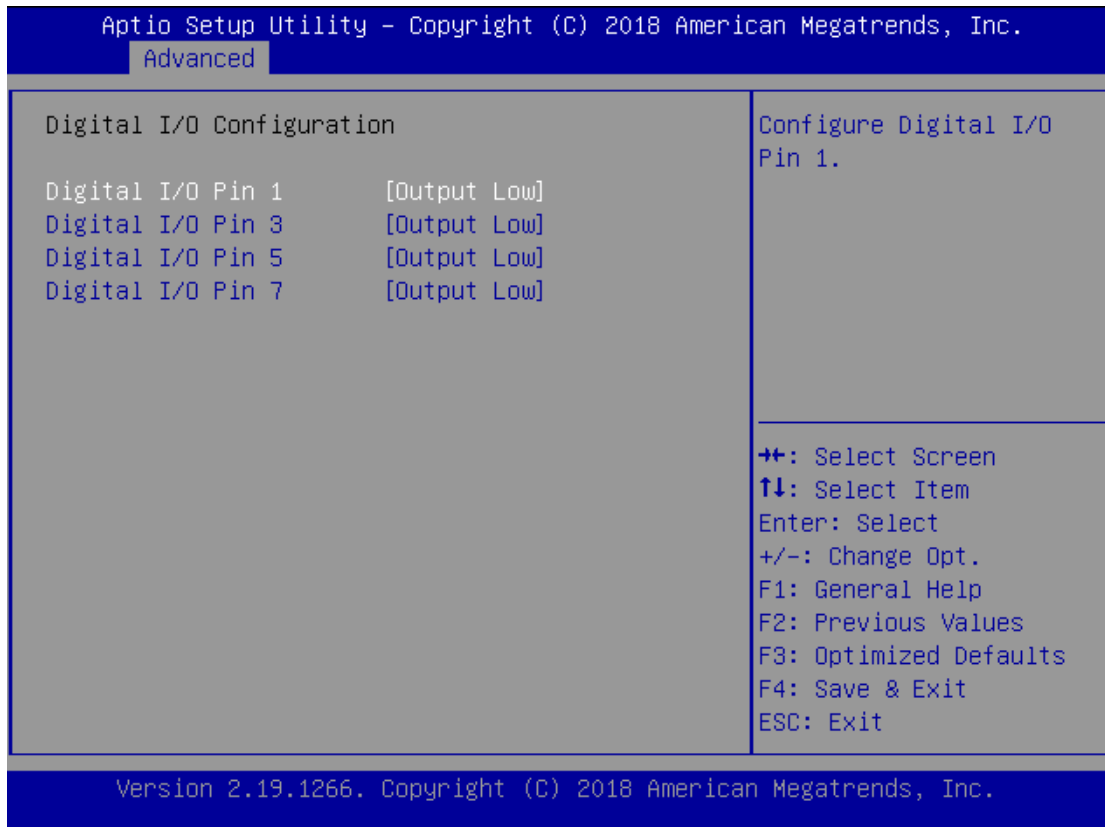 Aptio Setup Utility – Copyright (C) 2018 American Megatrends, Inc.
Advanced
Digital I/O Configuration
Digital I/O Pin 1 [Output Low]
Digital I/O Pin 3 [Output Low]
Digital I/O Pin 5 [Output Low]
Digital I/O Pin 7 [Output Low]
Configure Digital I/O
Pin 1.
→←: Select Screen
↑↓: Select Item
Enter: Select
+/-: Change Opt.
F1: General Help
F2: Previous Values
F3: Optimized Defaults
F4: Save & Exit
ESC: Exit
Version 2.19.1266. Copyright (C) 2018 American Megatrends, Inc.